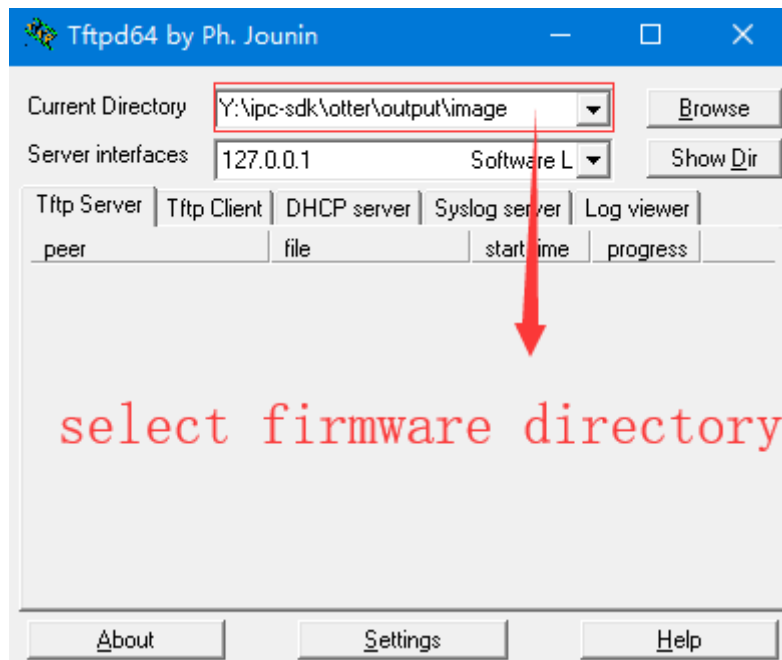 Tftpd64 by Ph. Jounin
Current Directory Y:\ipc-sdk\otter\output\image Browse
Server interfaces 127.0.0.1 Software L Show Dir
Tftp Server Tftp Client DHCP server Syslog server Log viewer
peer file start time progress
select firmware directory
About Settings Help